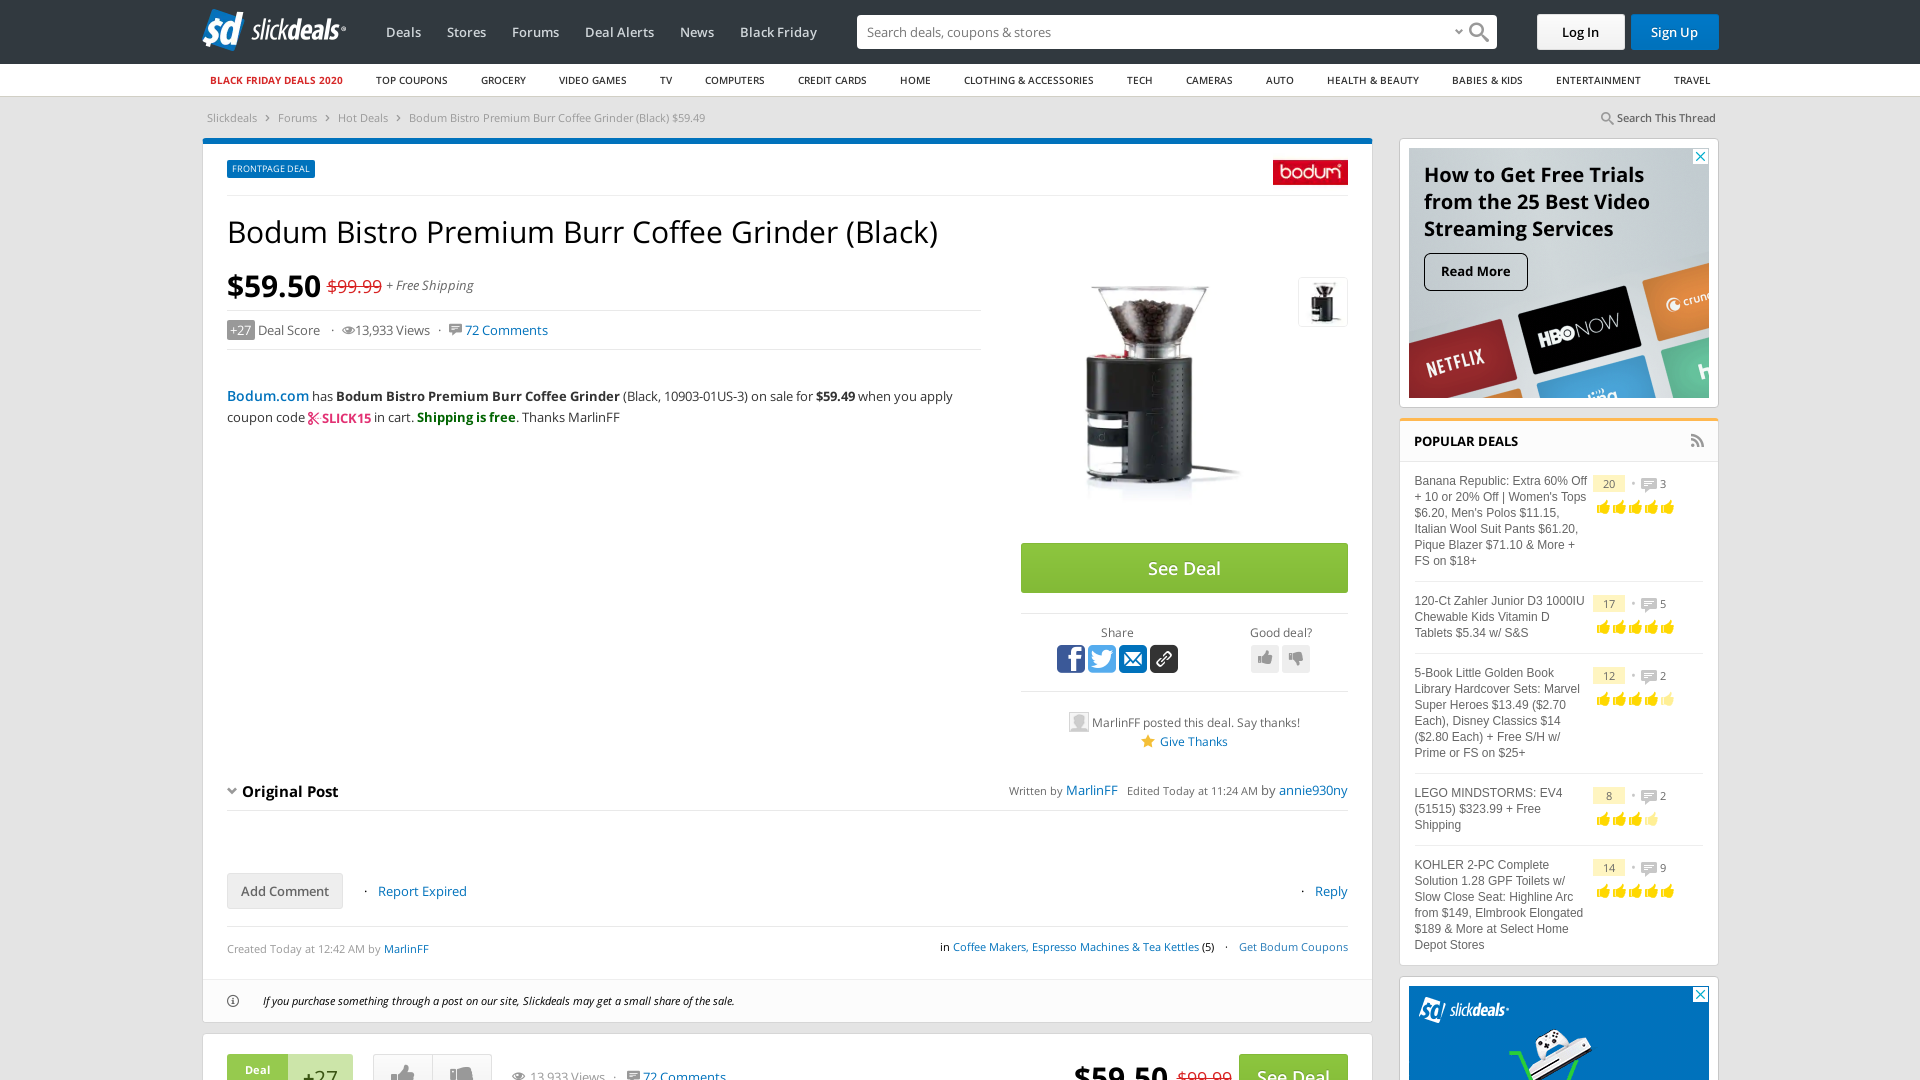 sd slickdeals
Deals
Stores
Forums
Deal Alerts
News
Black Friday
Search deals, coupons & stores
Log In
Sign Up
BLACK FRIDAY DEALS 2020
TOP COUPONS
GROCERY
VIDEO GAMES
TV
COMPUTERS
CREDIT CARDS
HOME
CLOTHING & ACCESSORIES
TECH
CAMERAS
AUTO
HEALTH & BEAUTY
BABIES & KIDS
ENTERTAINMENT
TRAVEL
Slickdeals › Forums › Hot Deals › Bodum Bistro Premium Burr Coffee Grinder (Black) $59.49
Search This Thread
FRONTPAGE DEAL
bodum
Bodum Bistro Premium Burr Coffee Grinder (Black)
$59.50 $99.99 + Free Shipping
+27 Deal Score · 13,933 Views · 72 Comments
Bodum.com has Bodum Bistro Premium Burr Coffee Grinder (Black, 10903-01US-3) on sale for $59.49 when you apply
coupon code SLICK15 in cart. Shipping is free. Thanks MarlinFF
See Deal
Share
Good deal?
MarlinFF posted this deal. Say thanks!
Give Thanks
Original Post
Written by MarlinFF Edited Today at 11:24 AM by annie930ny
Add Comment · Report Expired
· Reply
Created Today at 12:42 AM by MarlinFF
in Coffee Makers, Espresso Machines & Tea Kettles (5) · Get Bodum Coupons
If you purchase something through a post on our site, Slickdeals may get a small share of the sale.
Deal
+27
13,933 Views · 72 Comments
$59.50 $99.99
See Deal
How to Get Free Trials
from the 25 Best Video
Streaming Services
Read More
NETFLIX
HBO NOW
crunc
h
ling
POPULAR DEALS
Banana Republic: Extra 60% Off
+ 10 or 20% Off | Women's Tops
$6.20, Men's Polos $11.15,
Italian Wool Suit Pants $61.20,
Pique Blazer $71.10 & More +
FS on $18+
20 • 3
120-Ct Zahler Junior D3 1000IU
Chewable Kids Vitamin D
Tablets $5.34 w/ S&S
17 • 5
5-Book Little Golden Book
Library Hardcover Sets: Marvel
Super Heroes $13.49 ($2.70
Each), Disney Classics $14
($2.80 Each) + Free S/H w/
Prime or FS on $25+
12 • 2
LEGO MINDSTORMS: EV4
(51515) $323.99 + Free
Shipping
8 • 2
KOHLER 2-PC Complete
Solution 1.28 GPF Toilets w/
Slow Close Seat: Highline Arc
from $149, Elmbrook Elongated
$189 & More at Select Home
Depot Stores
14 • 9
sd slickdeals